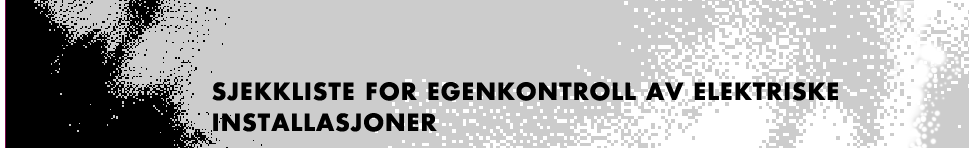 SJEKKLISTE FOR EGENKONTROLL AV ELEKTRISKE
INSTALLASJONER